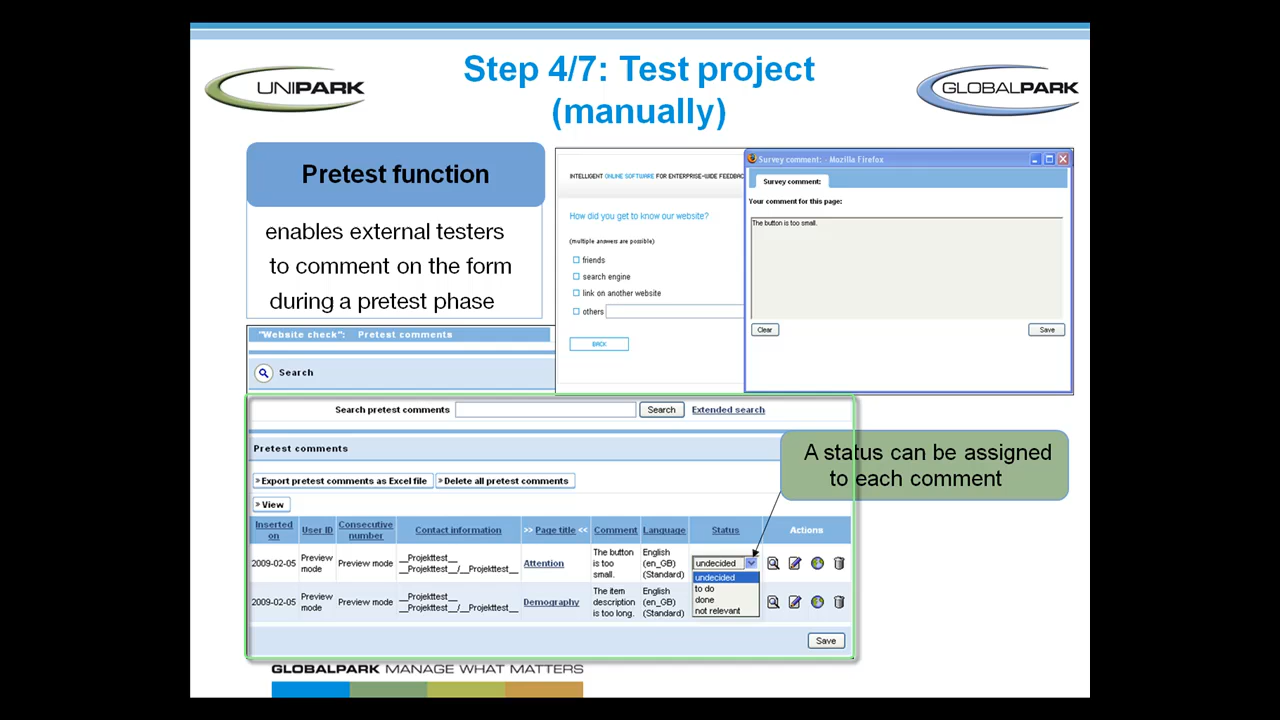 UNIPARK
Step 4/7: Test project
(manually)
GLOBALPARK
Pretest function
enables external testers
to comment on the form
during a pretest phase
INTELLIGENT ONLINE SOFTWARE FOR ENTERPRISE-WIDE FEEDBAC
How did you get to know our website?
(multiple answers are possible)
friends
search engine
link on another website
others
BACK
Survey comment: - Mozilla Firefox
Survey comment:
Your comment for this page:
The button is too small.
Clear
Save
"Website check": Pretest comments
Search
Search pretest comments
Search
Extended search
Pretest comments
> Export pretest comments as Excel file
> Delete all pretest comments
> View
A status can be assigned
to each comment
Inserted on
User ID
Consecutive number
Contact information
>> Page title <<
Comment
Language
Status
Actions
2009-02-05
Preview mode
Preview mode
__Projekttest__
__Projekttest__/__Projekttest__
Attention
The button is too small.
English (en_GB) (Standard)
undecided
undecided
to do
done
not relevant
2009-02-05
Preview mode
Preview mode
__Projekttest__
__Projekttest__/__Projekttest__
Demography
The item description is too long.
English (en_GB) (Standard)
Save
GLOBALPARK MANAGE WHAT MATTERS